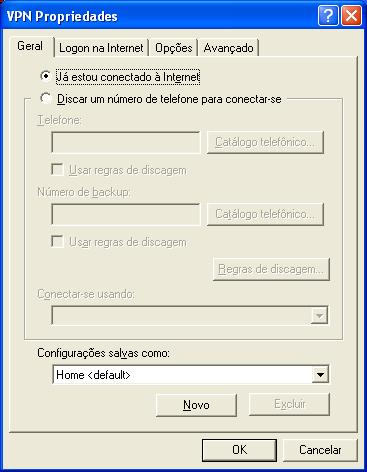 VPN Propriedades
Geral Logon na Internet Opções Avançado
Já estou conectado à Internet
Discar um número de telefone para conectar-se
Telefone:
Catálogo telefônico...
Usar regras de discagem
Número de backup:
Catálogo telefônico...
Usar regras de discagem
Regras de discagem...
Conectar-se usando:
Configurações salvas como:
Home <default>
Novo Excluir
OK Cancelar